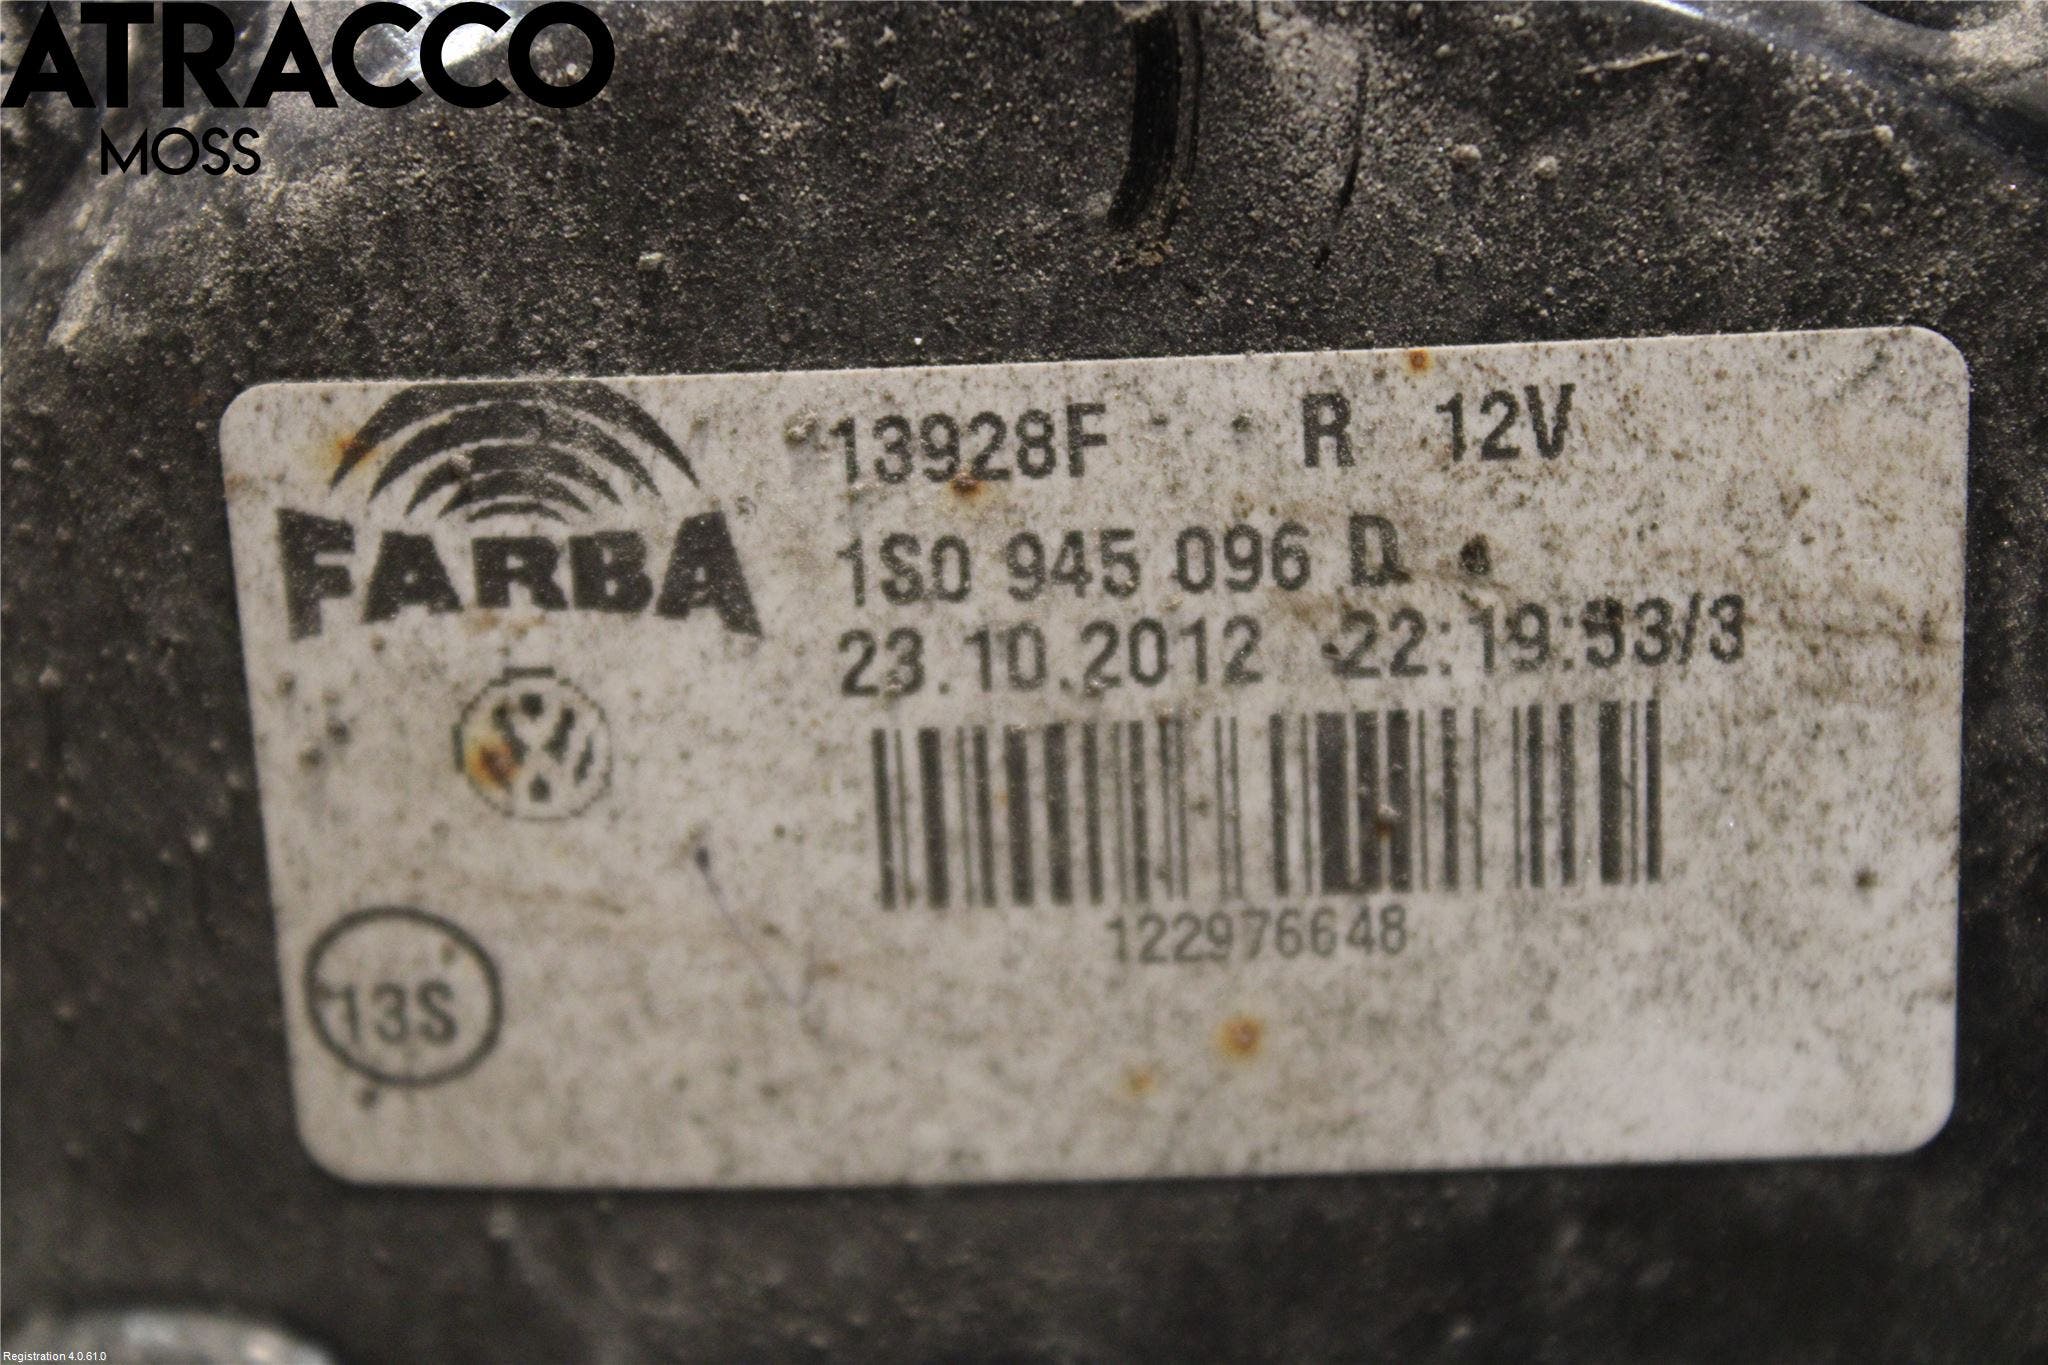 ATRACCO
MOSS
FARBA
13928F R 12V
1S0 945 096 D
23.10.2012 22:19:53/3
122976648
13S
Registration 4.0.61.0